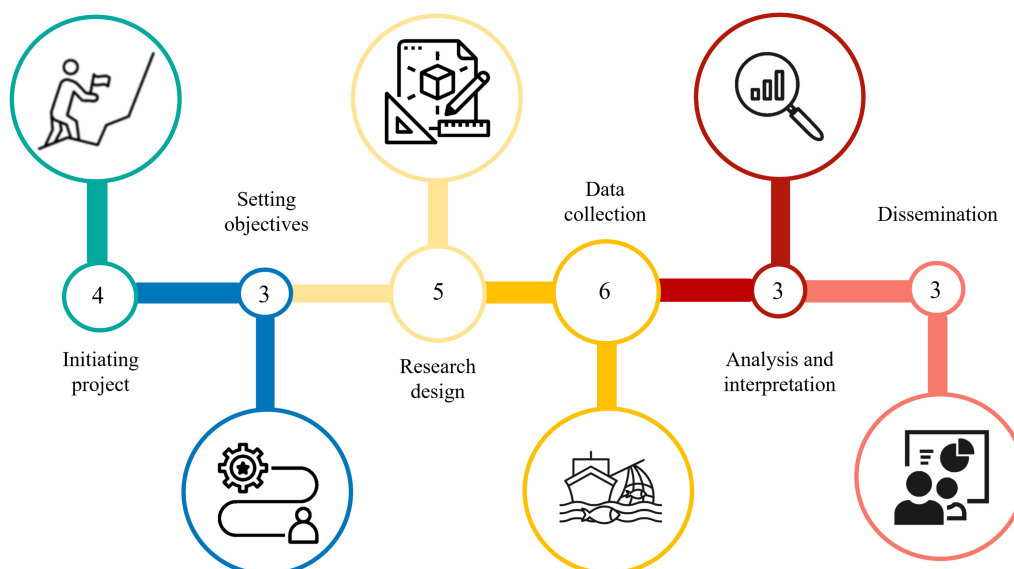 Setting
objectives
Data
collection
Dissemination
4
3
5
6
3
3
Initiating
project
Research
design
Analysis and
interpretation